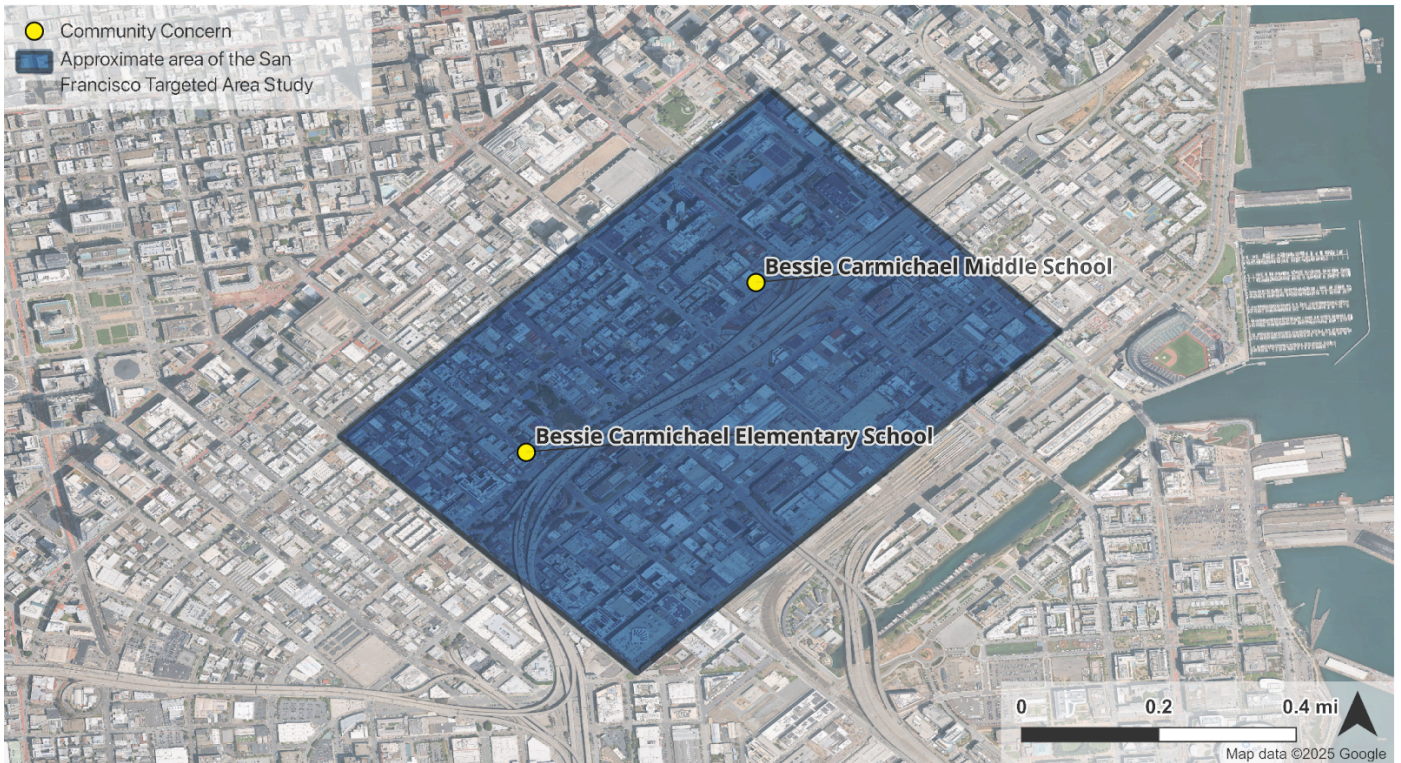 Community Concern
Approximate area of the San
Francisco Targeted Area Study
Bessie Carmichael Middle School
Bessie Carmichael Elementary School
0 0.2 0.4 mi
Map data ©2025 Google